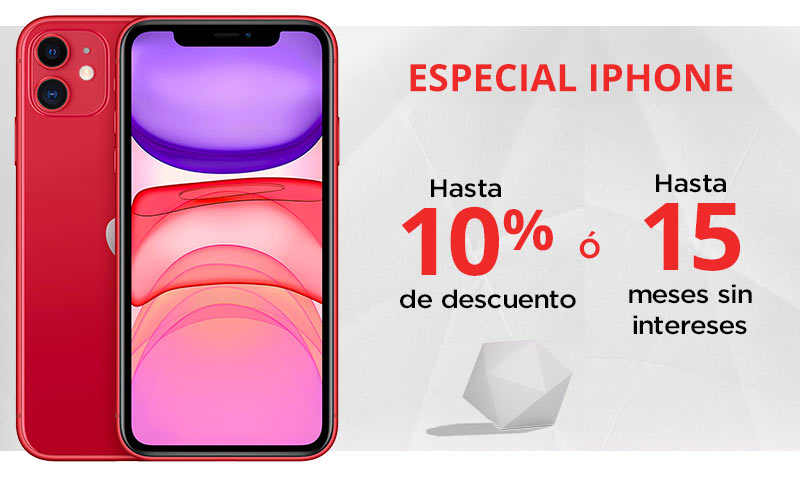 ESPECIAL IPHONE
Hasta
10%
de descuento
ó
Hasta
15
meses sin
intereses